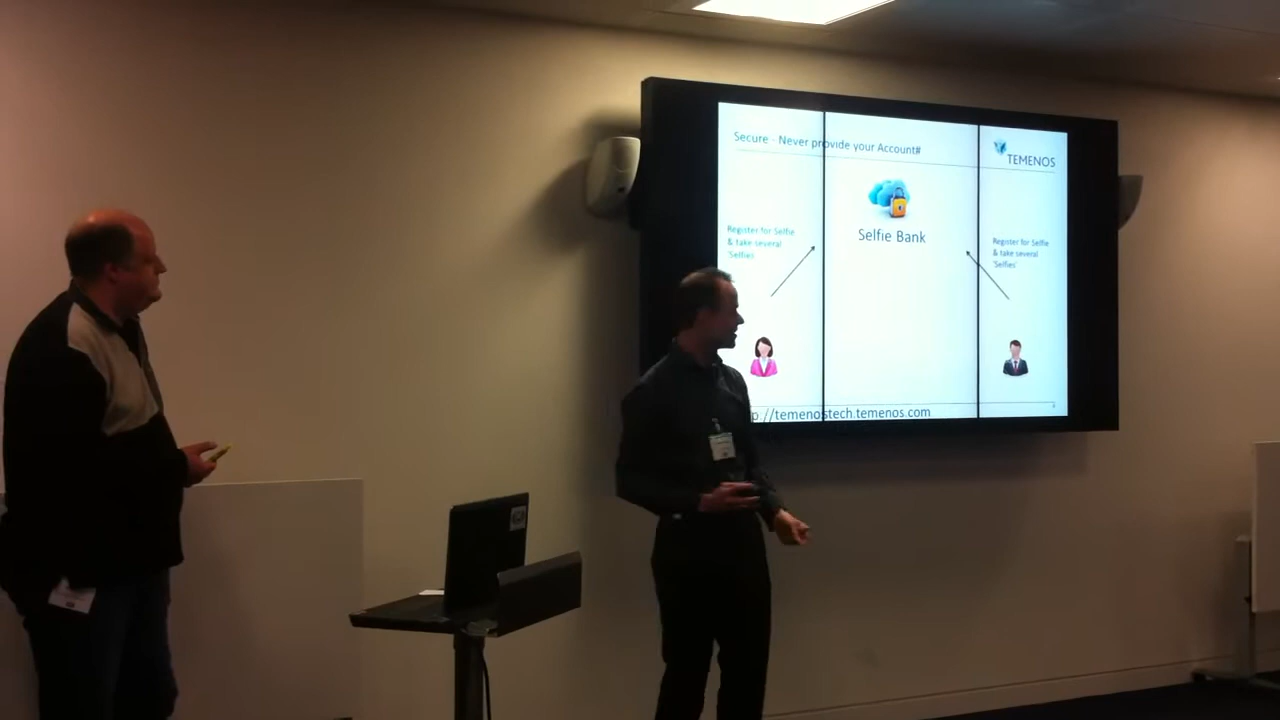 Secure - Never provide your Account#
TEMENOS
Selfie Bank
Register for Selfie
& take several
'Selfies'
Register for Selfie
& take several
'Selfies'
p://temenostech.temenos.com